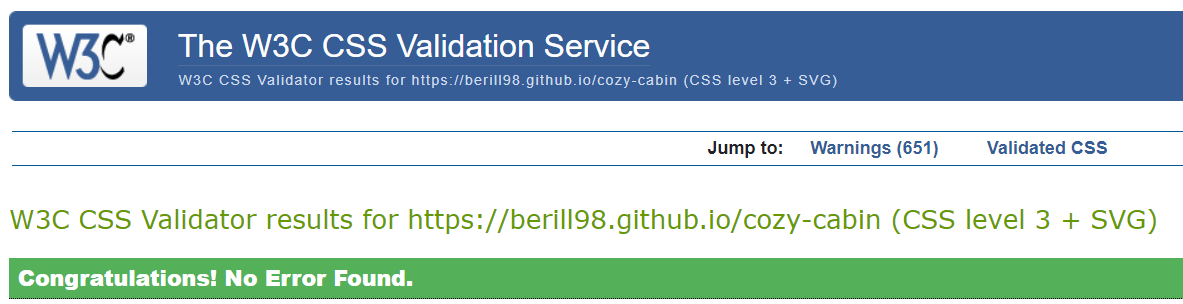 W3C®
The W3C CSS Validation Service
W3C CSS Validator results for https://berill98.github.io/cozy-cabin (CSS level 3 + SVG)
Jump to: Warnings (651) Validated CSS
W3C CSS Validator results for https://berill98.github.io/cozy-cabin (CSS level 3 + SVG)
Congratulations! No Error Found.